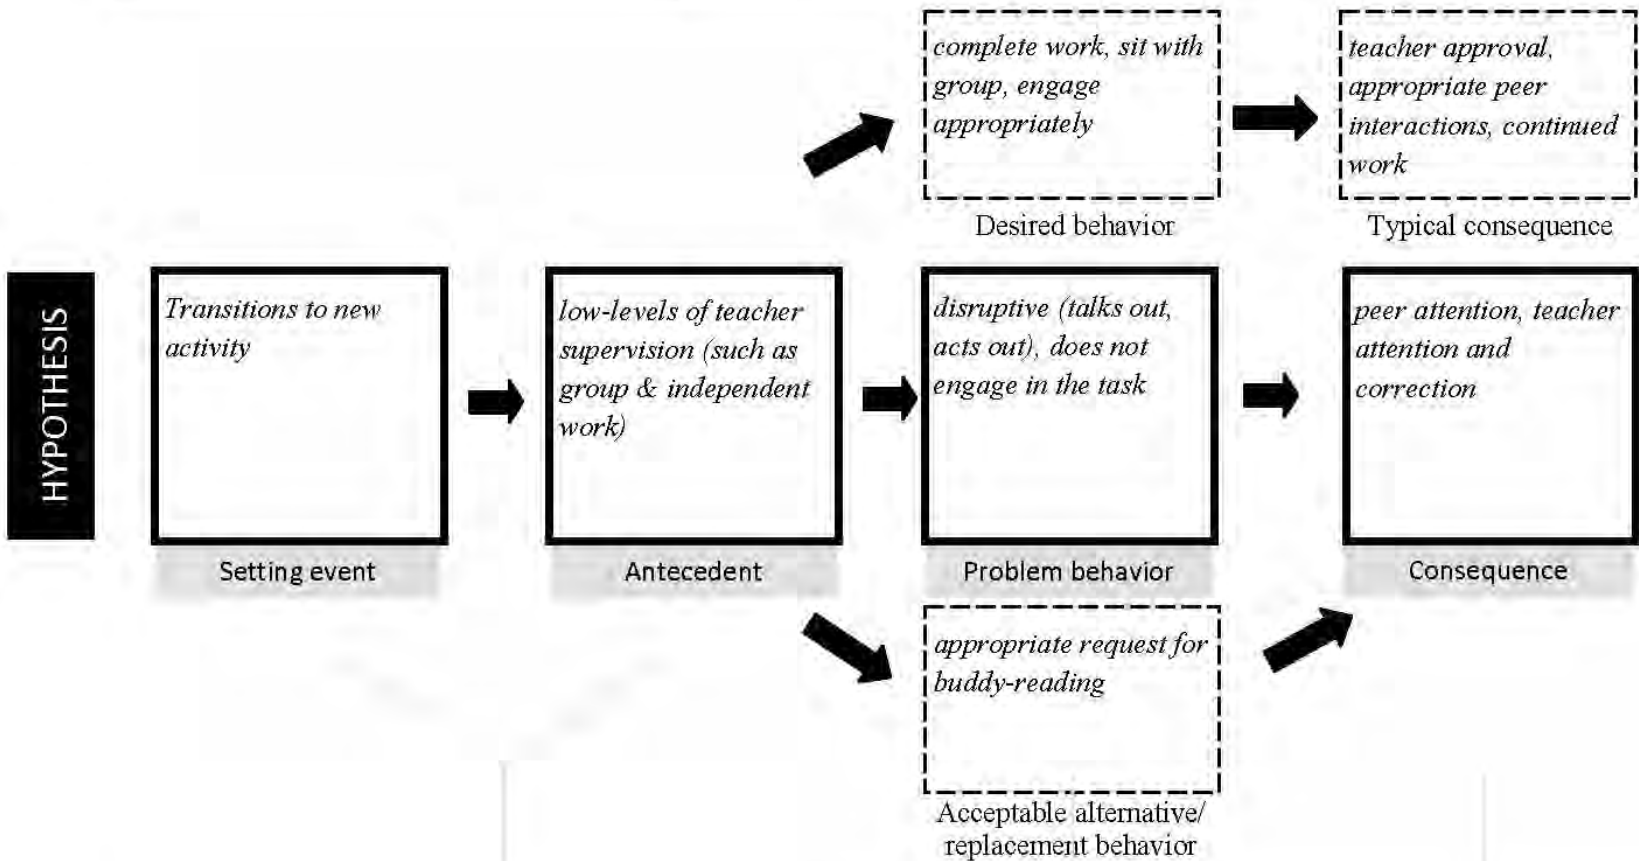 complete work, sit with
group, engage
appropriately
Desired behavior
teacher approval,
appropriate peer
interactions, continued
work
Typical consequence
HYPOTHESIS
Transitions to new
activity
Setting event
low-levels of teacher
supervision (such as
group & independent
work)
Antecedent
disruptive (talks out,
acts out), does not
engage in the task
Problem behavior
peer attention, teacher
attention and
correction
Consequence
appropriate request for
buddy-reading
Acceptable alternative/
replacement behavior